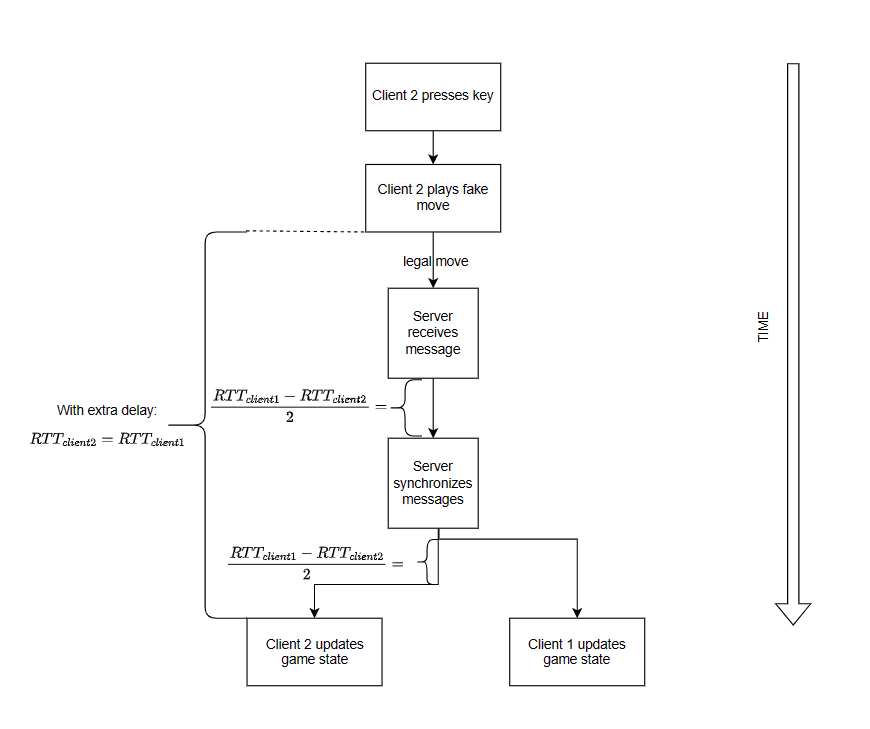 Client 2 presses key
Client 2 plays fake
move
legal move
Server
receives
message
TIME
\frac{RTT_{client1} - RTT_{client2}}{2} =
With extra delay:
RTT_{client2} = RTT_{client1}
Server
synchronizes
messages
\frac{RTT_{client1} - RTT_{client2}}{2} =
Client 2 updates
game state
Client 1 updates
game state